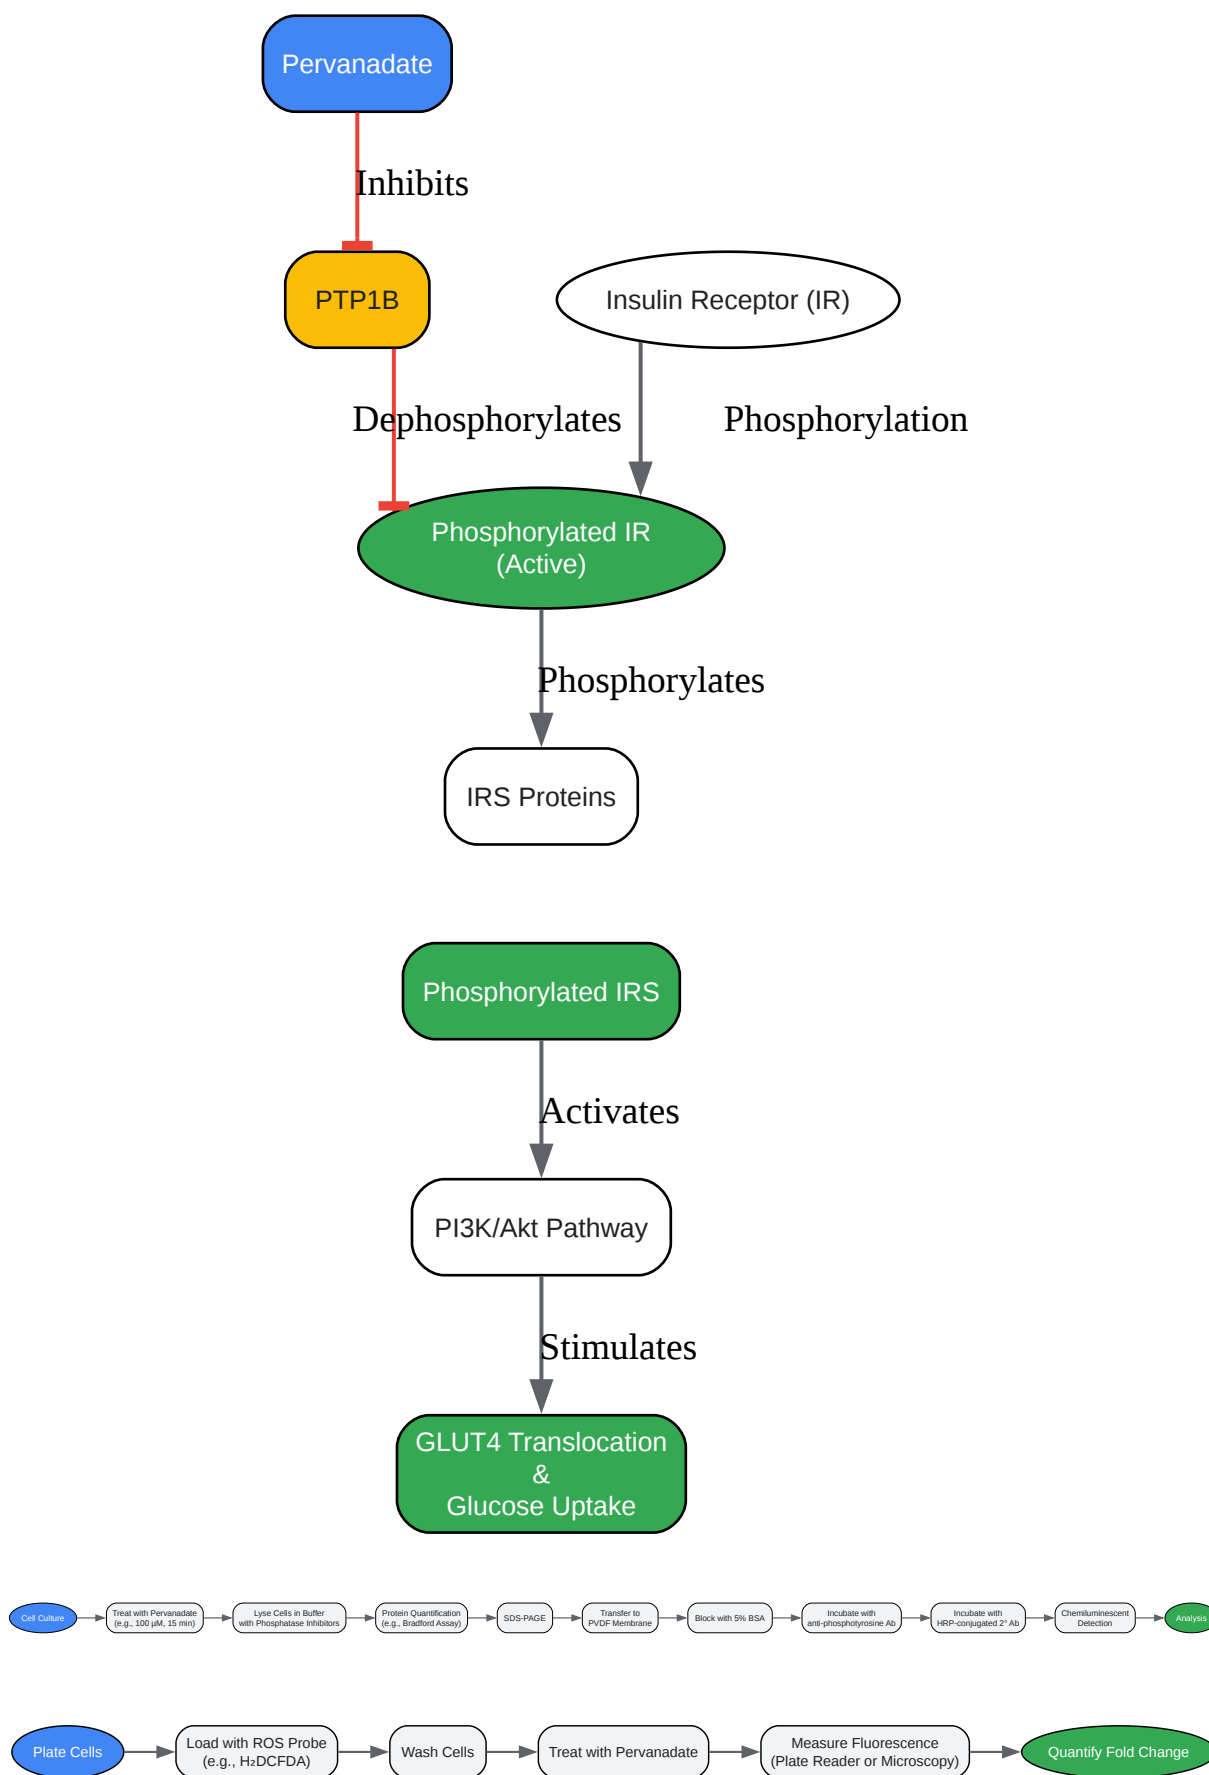 Pervanadate
Inhibits
PTP1B
Insulin Receptor (IR)
Dephosphorylates
Phosphorylation
Phosphorylated IR
(Active)
Phosphorylates
IRS Proteins
Phosphorylated IRS
Activates
PI3K/Akt Pathway
Stimulates
GLUT4 Translocation
&
Glucose Uptake
Cell Culture
Treat with Pervanadate
(e.g., 100 µM, 15 min)
Lyse Cells in Buffer
with Phosphatase Inhibitors
Protein Quantification
(e.g., Bradford Assay)
SDS-PAGE
Transfer to
PVDF Membrane
Block with 5% BSA
Incubate with
anti-phosphotyrosine Ab
Incubate with
HRP-conjugated 2° Ab
Chemiluminescent
Detection
Analysis
Plate Cells
Load with ROS Probe
(e.g., H₂DCFDA)
Wash Cells
Treat with Pervanadate
Measure Fluorescence
(Plate Reader or Microscopy)
Quantify Fold Change